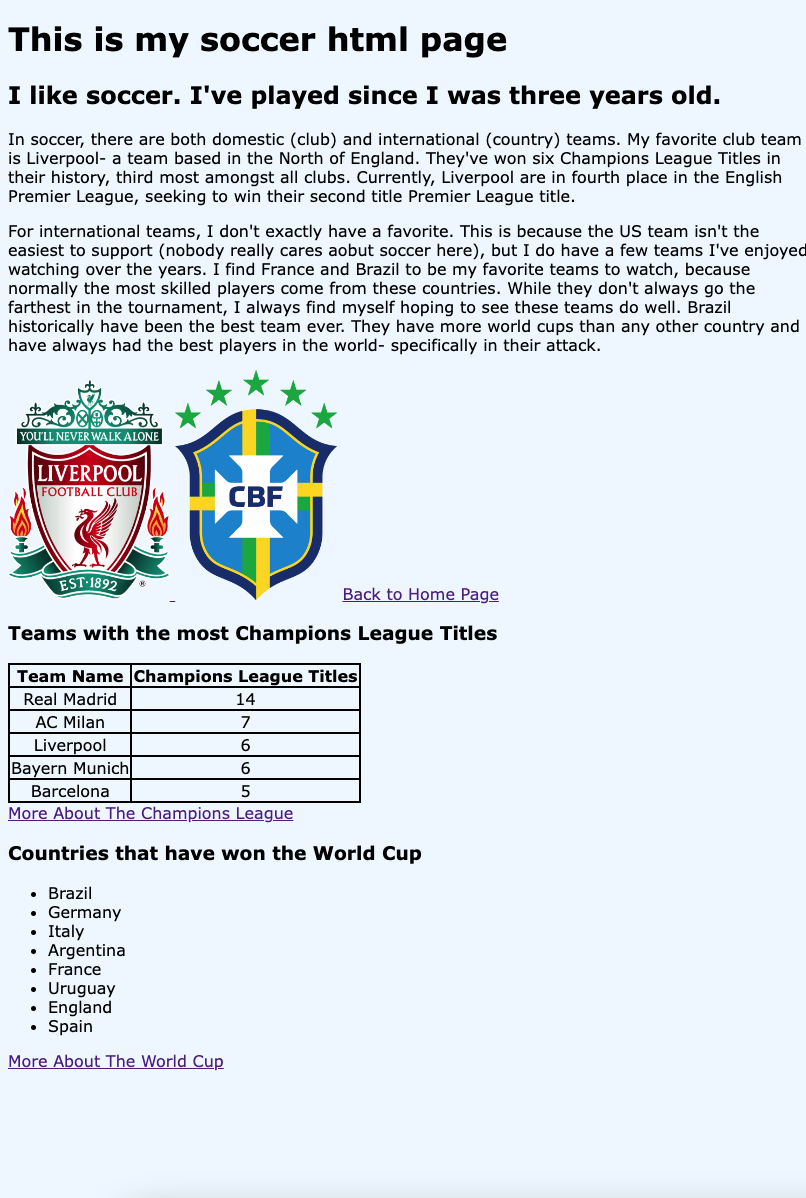 This is my soccer html page
I like soccer. I've played since I was three years old.
In soccer, there are both domestic (club) and international (country) teams. My favorite club team
is Liverpool- a team based in the North of England. They've won six Champions League Titles in
their history, third most amongst all clubs. Currently, Liverpool are in fourth place in the English
Premier League, seeking to win their second title Premier League title.
For international teams, I don't exactly have a favorite. This is because the US team isn't the
easiest to support (nobody really cares aobut soccer here), but I do have a few teams I've enjoyed
watching over the years. I find France and Brazil to be my favorite teams to watch, because
normally the most skilled players come from these countries. While they don't always go the
farthest in the tournament, I always find myself hoping to see these teams do well. Brazil
historically have been the best team ever. They have more world cups than any other country and
have always had the best players in the world- specifically in their attack.
YOU'LL NEVER WALK ALONE
LIVERPOOL
FOOTBALL CLUB
EST·1892
®
CBF
Back to Home Page
Teams with the most Champions League Titles
Team Name Champions League Titles
Real Madrid 14
AC Milan 7
Liverpool 6
Bayern Munich 6
Barcelona 5
More About The Champions League
Countries that have won the World Cup
• Brazil
• Germany
• Italy
• Argentina
• France
• Uruguay
• England
• Spain
More About The World Cup